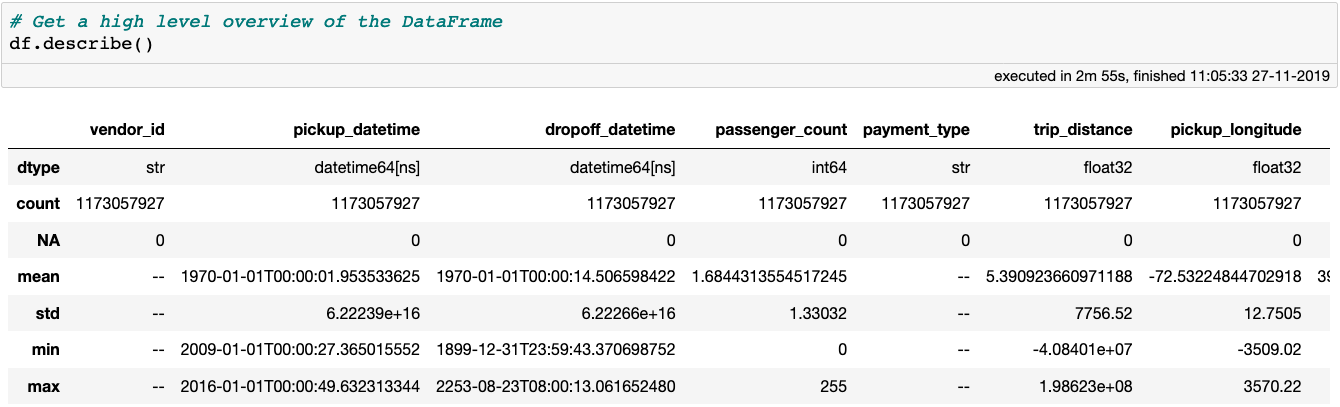 # Get a high level overview of the DataFrame
df.describe()
executed in 2m 55s, finished 11:05:33 27-11-2019
vendor_id pickup_datetime dropoff_datetime passenger_count payment_type trip_distance pickup_longitude
dtype str datetime64[ns] datetime64[ns] int64 str float32 float32
count 1173057927 1173057927 1173057927 1173057927 1173057927 1173057927 1173057927
NA 0 0 0 0 0 0 0
mean -- 1970-01-01T00:00:01.953533625 1970-01-01T00:00:14.506598422 1.6844313554517245 -- 5.390923660971188 -72.53224844702918 39
std -- 6.22239e+16 6.22266e+16 1.33032 -- 7756.52 12.7505
min -- 2009-01-01T00:00:27.365015552 1899-12-31T23:59:43.370698752 0 -- -4.08401e+07 -3509.02
max -- 2016-01-01T00:00:49.632313344 2253-08-23T08:00:13.061652480 255 -- 1.98623e+08 3570.22